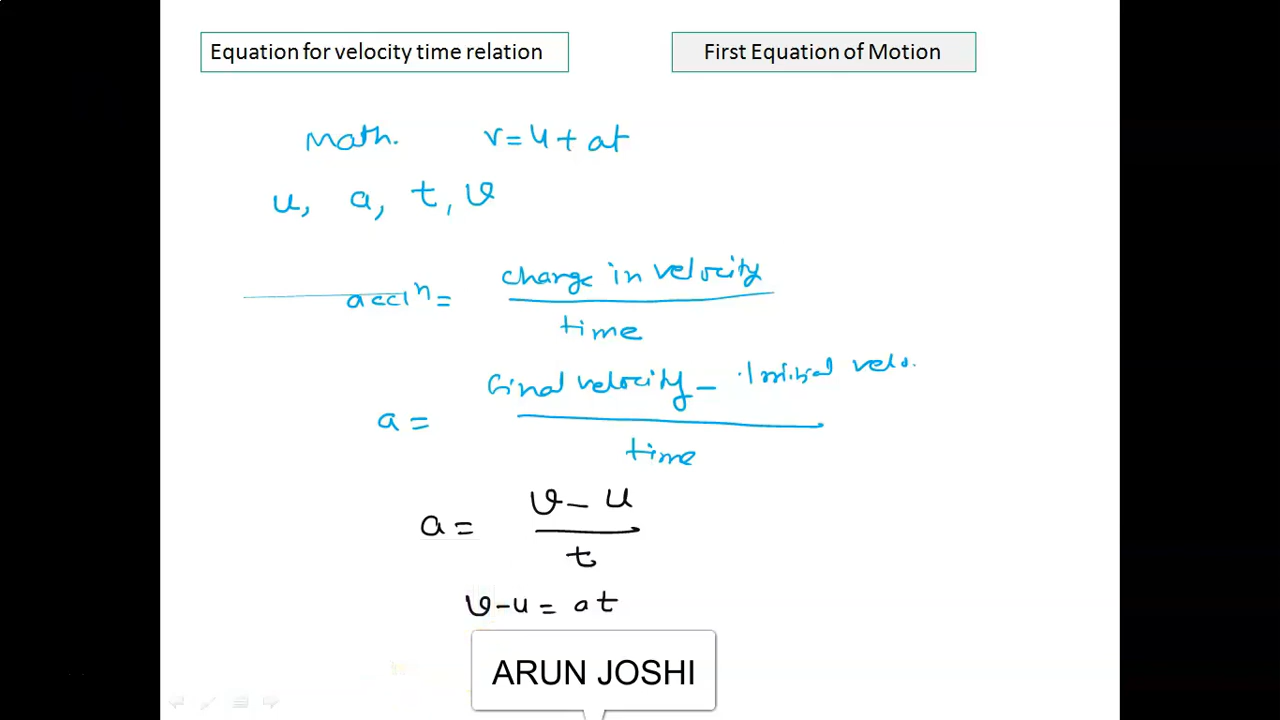 Equation for velocity time relation
First Equation of Motion
math. v = u + at
u, a, t, v
accln = change in velocity / time
a = final velocity - Initial velo. / time
a = v - u / t
v - u = at
ARUN JOSHI